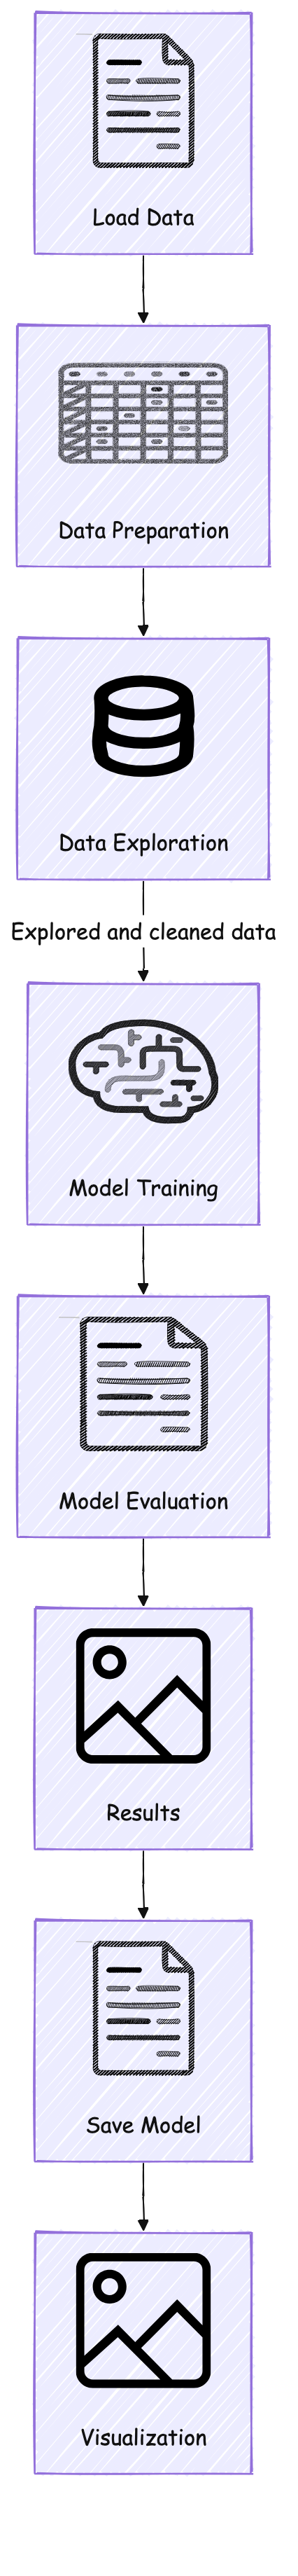 Load Data
Data Preparation
Data Exploration
Explored and cleaned data
Model Training
Model Evaluation
Results
Save Model
Visualization